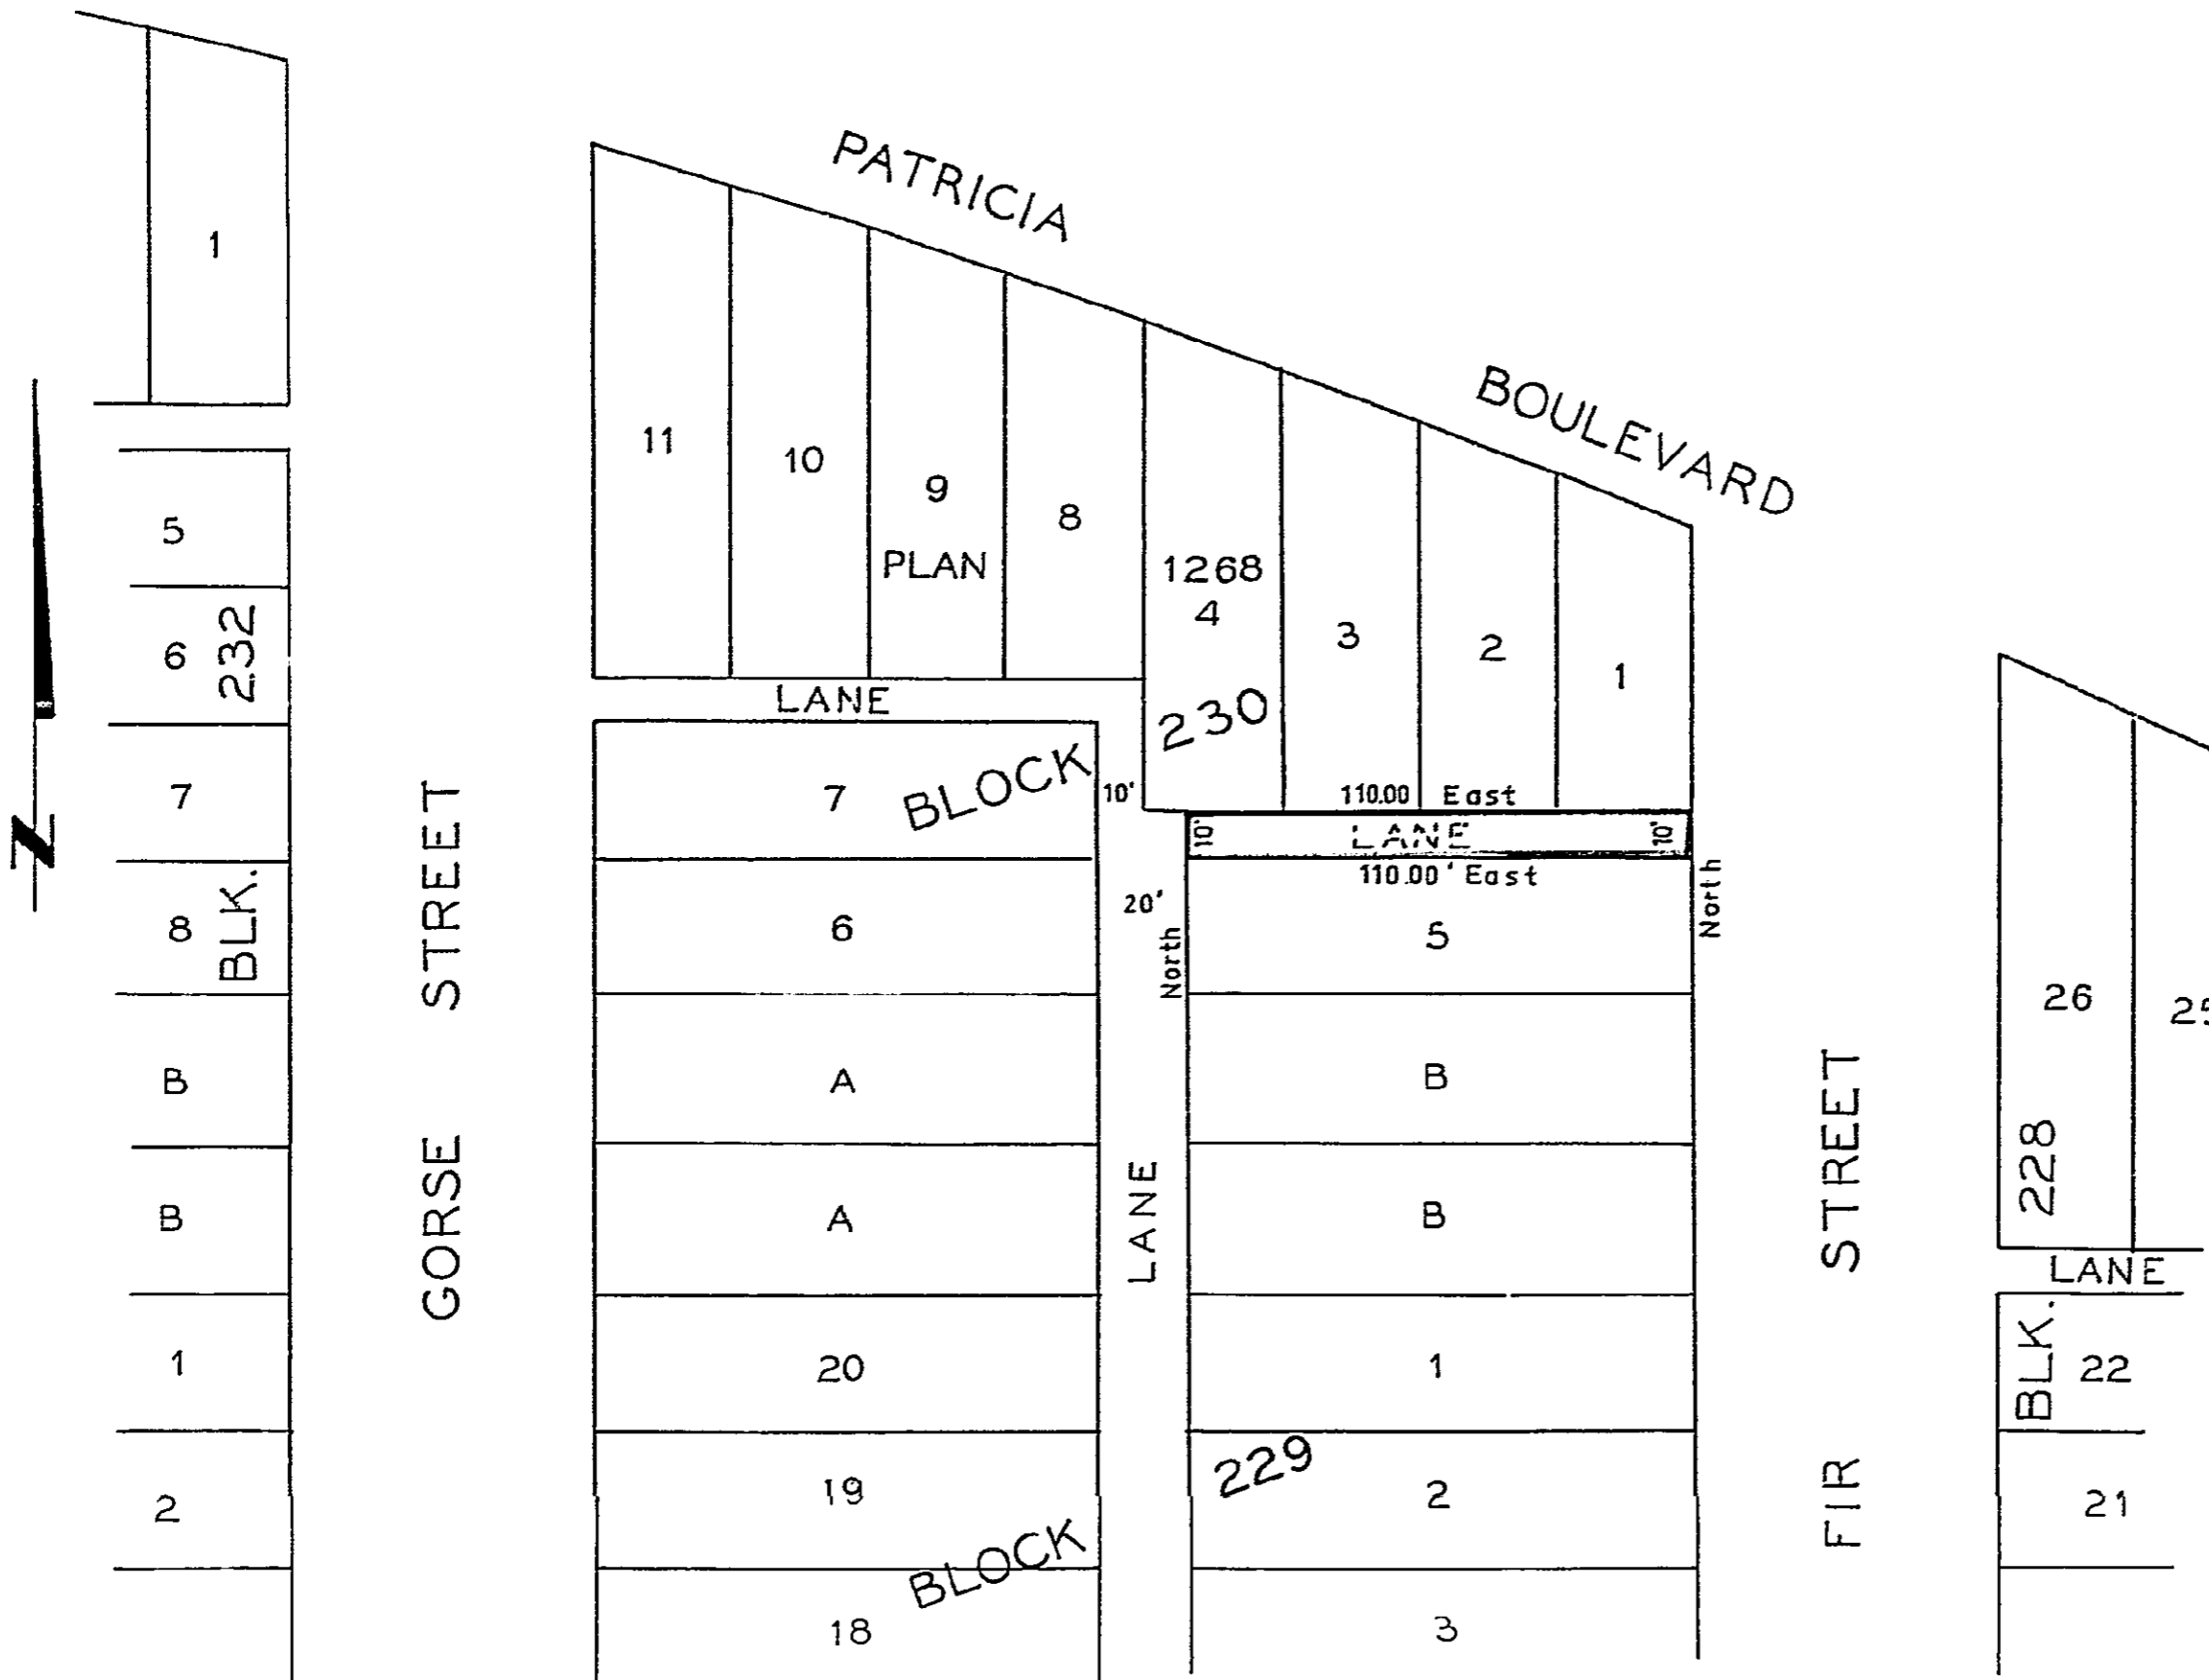 1
PATRICIA
BOULEVARD
11
10
9
8
PLAN
1268
4
3
2
1
230
5
6
232
7
8
BLK.
B
B
1
2
N
GORSE STREET
LANE
7
BLOCK
10'
110.00 East
10'
LANE
10'
110.00' East
20'
North
North
6
5
A
B
A
B
LANE
20
1
19
229
2
BLOCK
18
3
FIR STREET
26
25
228
LANE
BLK.
22
21